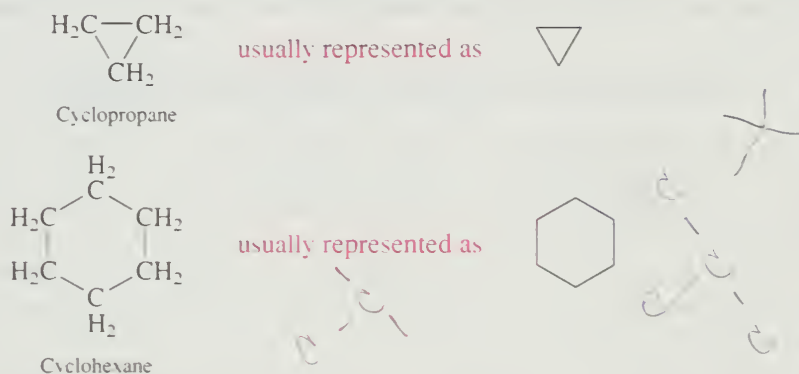 H₂C—CH₂ usually represented as
CH₂
Cyclopropane
H₂
C
H₂C CH₂
usually represented as
H₂C CH₂
C
H₂
Cyclohexane